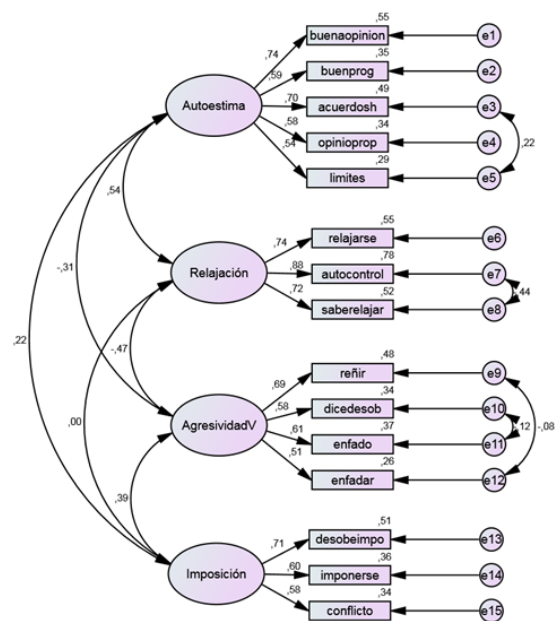 ,55
buenaopinion
e1
,74
,35
buenprog
e2
,59
,49
Autoestima
,70
acuerdosh
e3
,58
,34
opinioprop
e4
,22
,54
,29
limites
e5
,54
,55
relajarse
e6
,74
,78
-,31
Relajación
,88
autocontrol
e7
,72
,52
,44
saberelajar
e8
,22
-,47
,48
reñir
e9
,69
,34
,00
,58
dicedesob
e10
AgresividadV
,61
,37
,12
-,08
enfado
e11
,51
,26
enfadar
e12
,39
,51
desobeimpo
e13
,71
,36
Imposición
,60
imponerse
e14
,58
,34
conflicto
e15